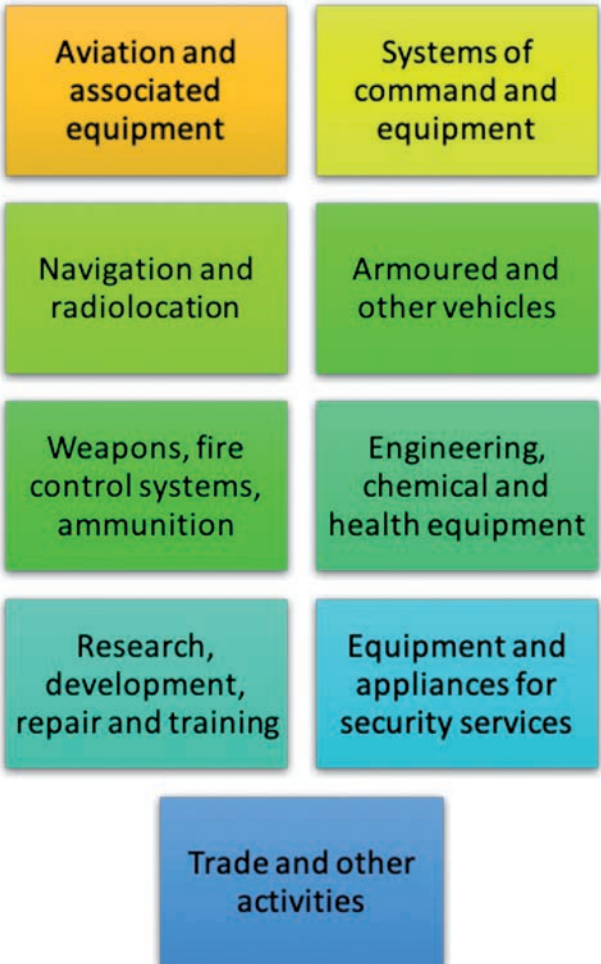 Aviation and
associated
equipment
Systems of
command and
equipment
Navigation and
radiolocation
Armoured and
other vehicles
Weapons, fire
control systems,
ammunition
Engineering,
chemical and
health equipment
Research,
development,
repair and training
Equipment and
appliances for
security services
Trade and other
activities